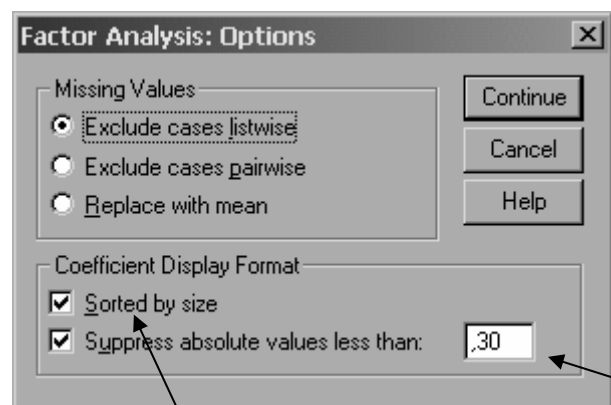 Factor Analysis: Options
Missing Values
Exclude cases listwise
Exclude cases pairwise
Replace with mean
Continue
Cancel
Help
Coefficient Display Format
Sorted by size
Suppress absolute values less than: ,30